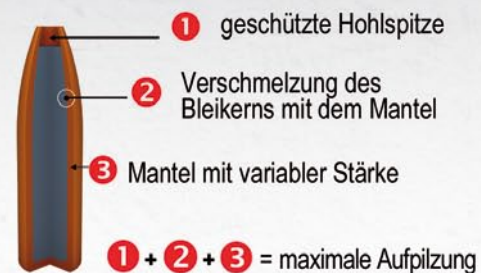 1 geschützte Hohlspitze
2 Verschmelzung des
Bleikerns mit dem Mantel
3 Mantel mit variabler Stärke
1 + 2 + 3 = maximale Aufpilzung